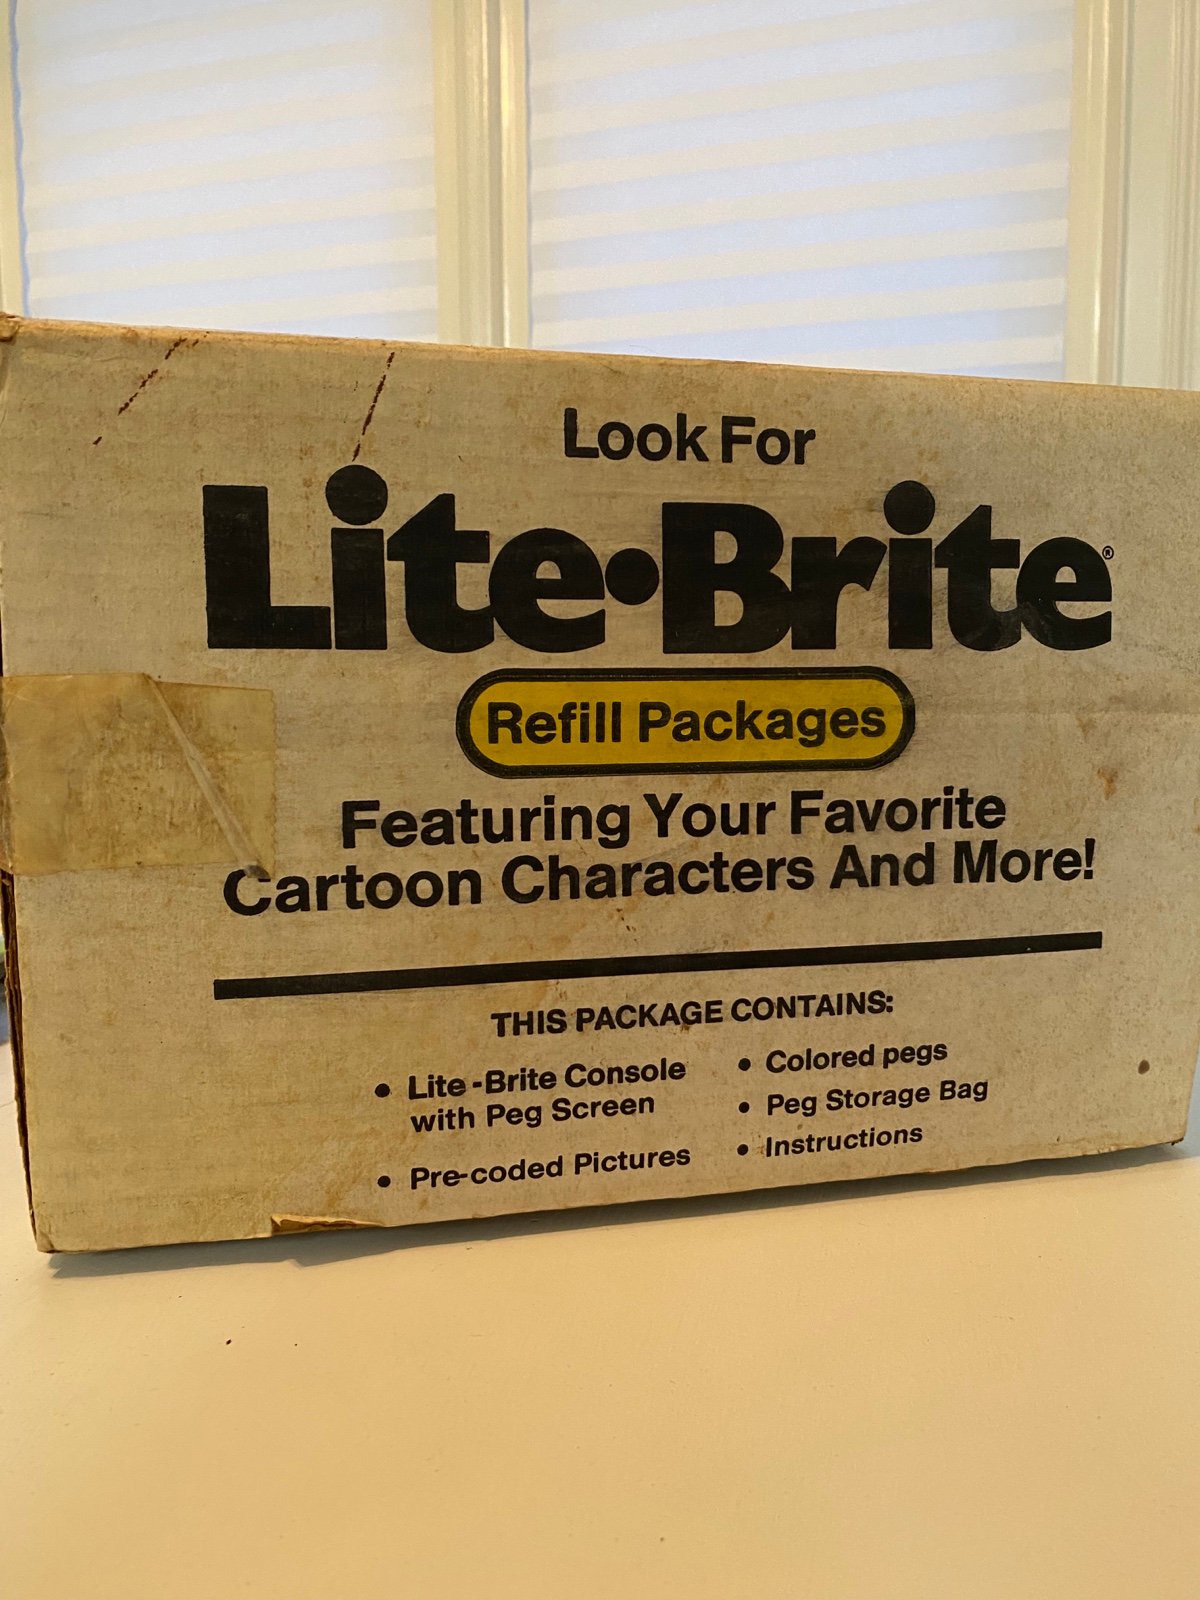 Look For
Lite•Brite®
Refill Packages
Featuring Your Favorite
Cartoon Characters And More!
THIS PACKAGE CONTAINS:
• Lite-Brite Console
with Peg Screen
• Pre-coded Pictures
• Colored pegs
• Peg Storage Bag
• Instructions